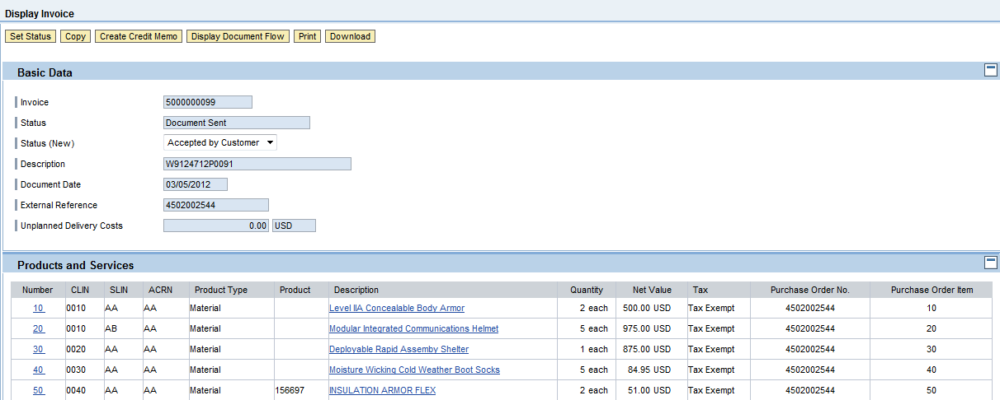 Display Invoice
Set Status Copy Create Credit Memo Display Document Flow Print Download
Basic Data
Invoice 5000000099
Status Document Sent
Status (New) Accepted by Customer
Description W9124712P0091
Document Date 03/05/2012
External Reference 4502002544
Unplanned Delivery Costs 0.00 USD
Products and Services
Number CLIN SLIN ACRN Product Type Product Description Quantity Net Value Tax Purchase Order No. Purchase Order Item
10 0010 AA AA Material Level IIA Concealable Body Armor 2 each 500.00 USD Tax Exempt 4502002544 10
20 0010 AB AA Material Modular Integrated Communications Helmet 5 each 975.00 USD Tax Exempt 4502002544 20
30 0020 AA AA Material Deployable Rapid Assemby Shelter 1 each 875.00 USD Tax Exempt 4502002544 30
40 0030 AA AA Material Moisture Wicking Cold Weather Boot Socks 5 each 84.95 USD Tax Exempt 4502002544 40
50 0040 AA AA Material 156697 INSULATION ARMOR FLEX 2 each 51.00 USD Tax Exempt 4502002544 50